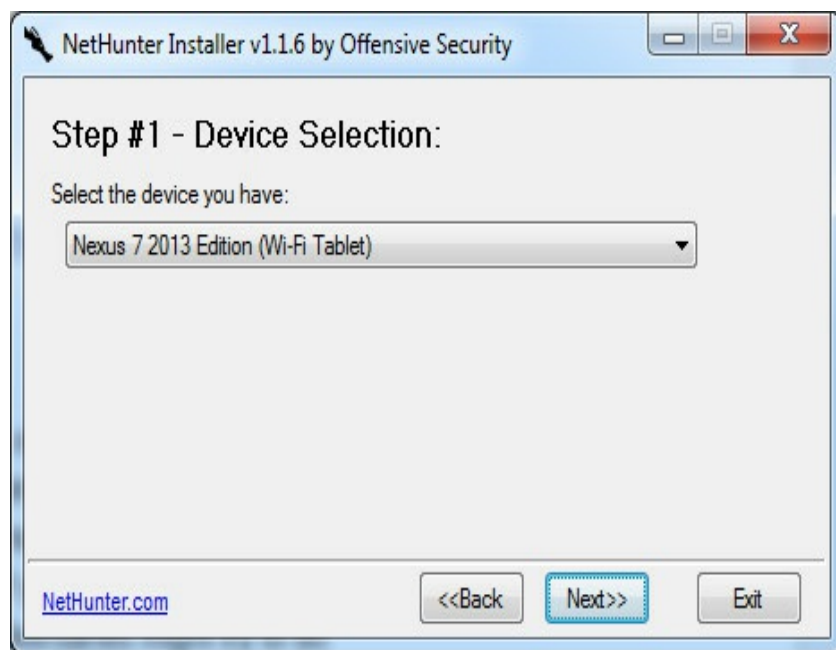 NetHunter Installer v1.1.6 by Offensive Security
Step #1 - Device Selection:
Select the device you have:
Nexus 7 2013 Edition (Wi-Fi Tablet)
NetHunter.com
<<Back
Next>>
Exit